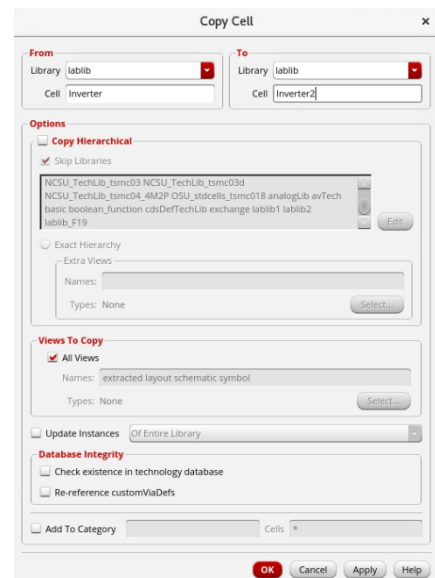 Copy Cell
×
From
Library lablib
Cell Inverter
To
Library lablib
Cell Inverter2
Options
Copy Hierarchical
Skip Libraries
NCSU_TechLib_tsmc03 NCSU_TechLib_tsmc03d
NCSU_TechLib_tsmc04_4M2P OSU_stdcells_tsmc018 analogLib avTech
basic boolean_function cdsDefTechLib exchange lablib1 lablib2
lablib_F19
Edit
Exact Hierarchy
Extra Views
Names:
Types: None
Select...
Views To Copy
All Views
Names: extracted layout schematic symbol
Types: None
Select...
Update Instances Of Entire Library
Database Integrity
Check existence in technology database
Re-reference customViaDefs
Add To Category Cells *
OK Cancel Apply Help